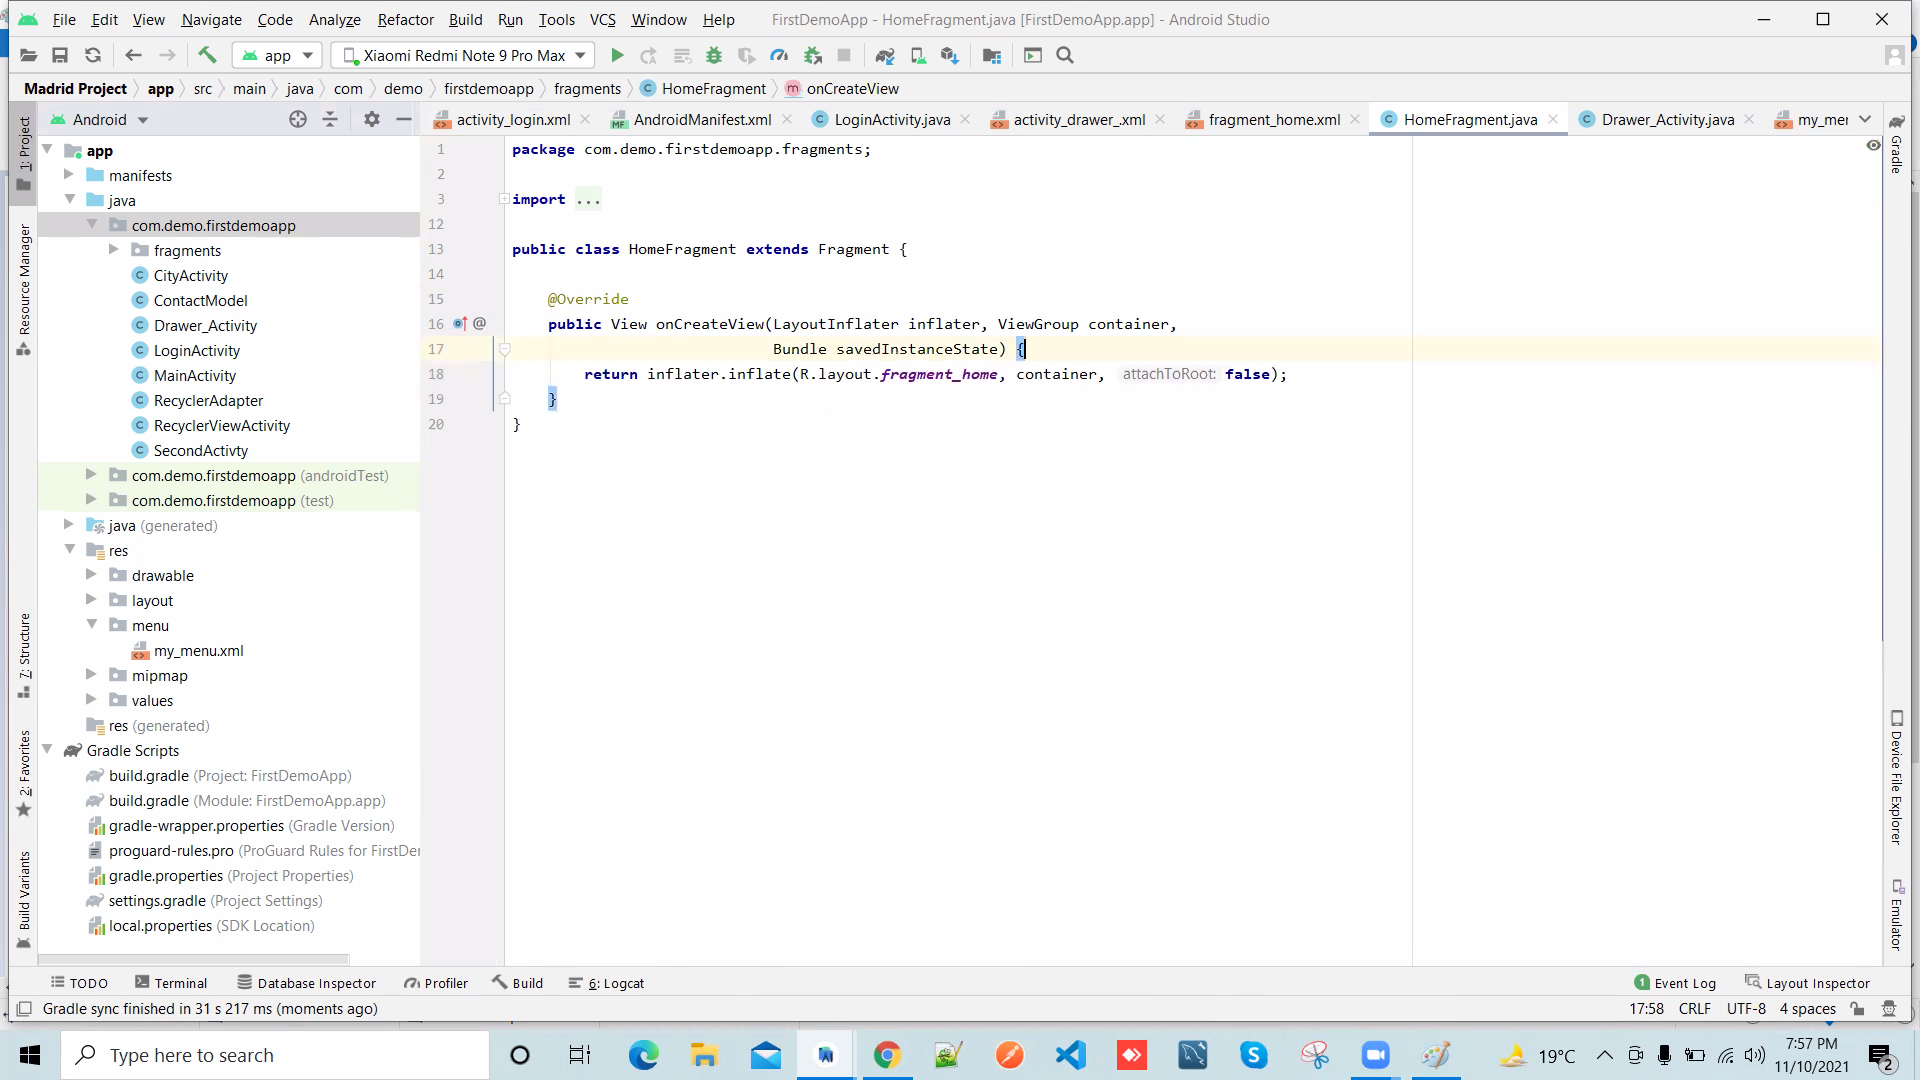 File Edit View Navigate Code Analyze Refactor Build Run Tools VCS Window Help FirstDemoApp - HomeFragment.java [FirstDemoApp.app] - Android Studio
app Xiaomi Redmi Note 9 Pro Max
Madrid Project app src main java com demo firstdemoapp fragments HomeFragment onCreateView
Android
activity_login.xml AndroidManifest.xml LoginActivity.java activity_drawer_.xml fragment_home.xml HomeFragment.java Drawer_Activity.java my_mer
1: Project
Resource Manager
7: Structure
2: Favorites
Build Variants
app
manifests
java
com.demo.firstdemoapp
fragments
CityActivity
ContactModel
Drawer_Activity
LoginActivity
MainActivity
RecyclerAdapter
RecyclerViewActivity
SecondActivty
com.demo.firstdemoapp (androidTest)
com.demo.firstdemoapp (test)
java (generated)
res
drawable
layout
menu
my_menu.xml
mipmap
values
res (generated)
Gradle Scripts
build.gradle (Project: FirstDemoApp)
build.gradle (Module: FirstDemoApp.app)
gradle-wrapper.properties (Gradle Version)
proguard-rules.pro (ProGuard Rules for FirstDer
gradle.properties (Project Properties)
settings.gradle (Project Settings)
local.properties (SDK Location)
1 package com.demo.firstdemoapp.fragments;
2
3 import ...
12
13 public class HomeFragment extends Fragment {
14
15 @Override
16 @ public View onCreateView(LayoutInflater inflater, ViewGroup container,
17 Bundle savedInstanceState) {
18 return inflater.inflate(R.layout.fragment_home, container, attachToRoot: false);
19 }
20 }
Gradle
Device File Explorer
Emulator
TODO Terminal Database Inspector Profiler Build 6: Logcat 1 Event Log Layout Inspector
Gradle sync finished in 31 s 217 ms (moments ago) 17:58 CRLF UTF-8 4 spaces
Type here to search 19°C 7:57 PM
11/10/2021 2